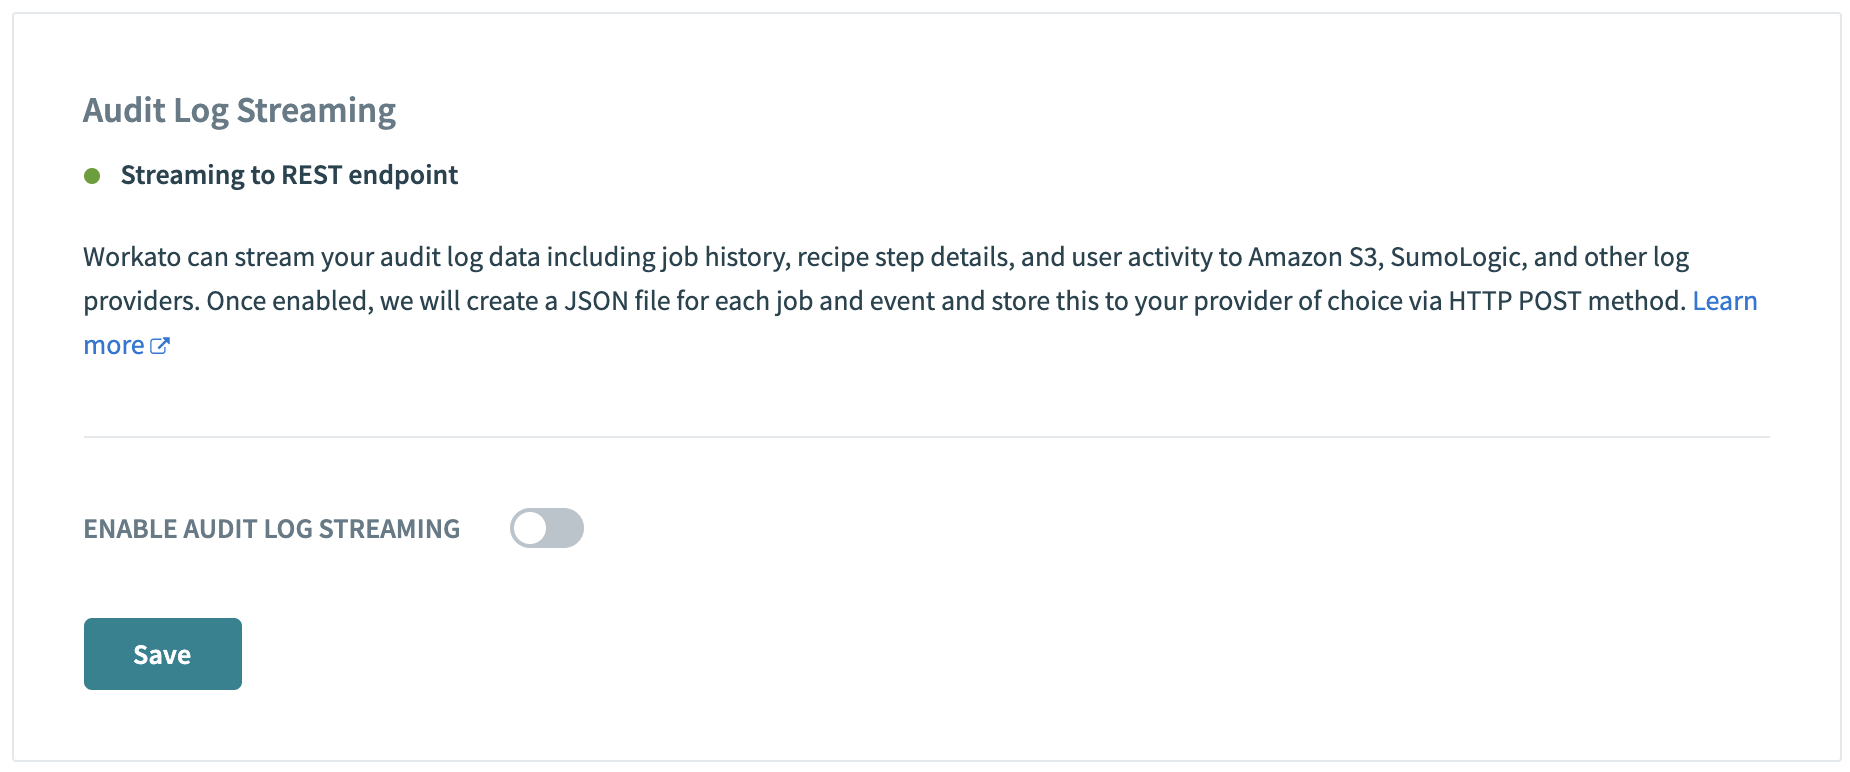 Audit Log Streaming
Streaming to REST endpoint
Workato can stream your audit log data including job history, recipe step details, and user activity to Amazon S3, SumoLogic, and other log
providers. Once enabled, we will create a JSON file for each job and event and store this to your provider of choice via HTTP POST method. Learn
more
ENABLE AUDIT LOG STREAMING
Save